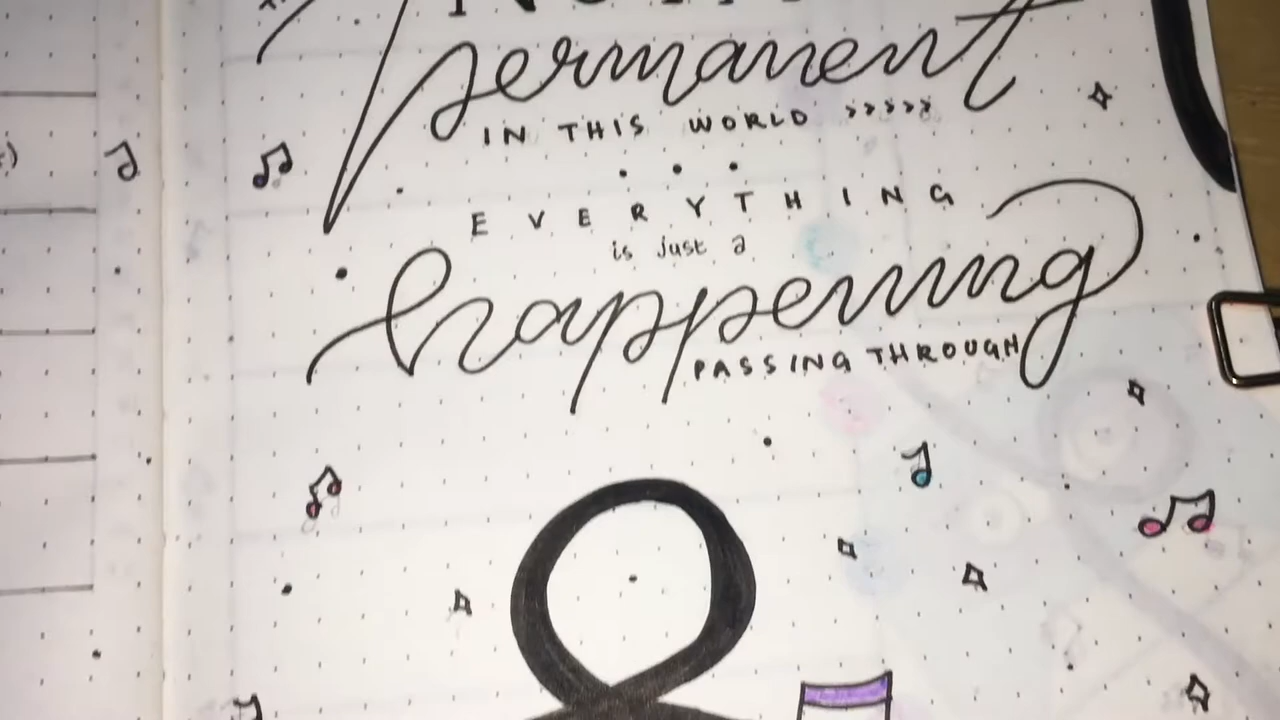 permanent
IN THIS WORLD >>>>>
EVERYTHING
is just a
happening
PASSING THROUGH